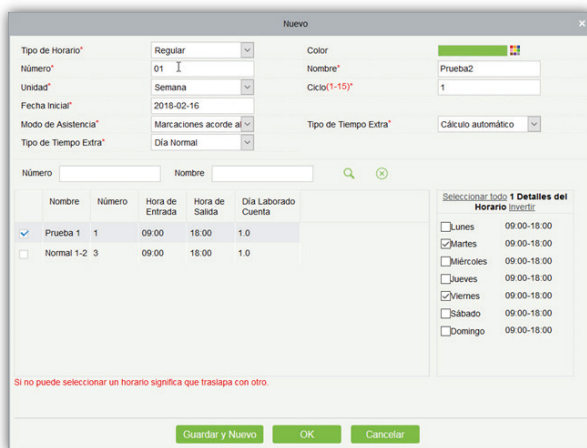 Nuevo
Tipo de Horario* Regular Color
Número* 01 Nombre* Prueba2
Unidad* Semana Ciclo(1-15)* 1
Fecha Inicial* 2018-02-16
Modo de Asistencia* Marcaciones acorde al Tipo de Tiempo Extra* Cálculo automático
Tipo de Tiempo Extra* Día Normal
Número Nombre
Nombre Número Hora de Entrada Hora de Salida Día Laborado Cuenta
Prueba 1 1 09:00 18:00 1.0
Normal 1-2 3 09:00 18:00 1.0
Seleccionar todo 1 Detalles del
Horario Invertir
Lunes 09:00-18:00
Martes 09:00-18:00
Miércoles 09:00-18:00
Jueves 09:00-18:00
Viernes 09:00-18:00
Sábado 09:00-18:00
Domingo 09:00-18:00
Si no puede seleccionar un horario significa que traslapa con otro.
Guardar y Nuevo OK Cancelar